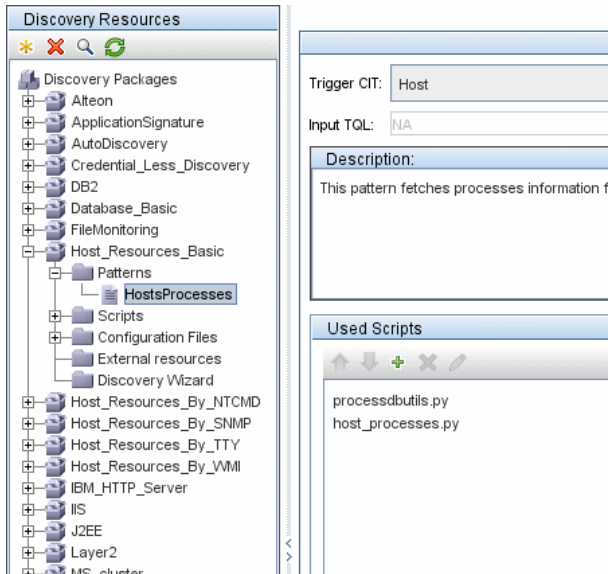 Discovery Resources
Discovery Packages
Alteon
ApplicationSignature
AutoDiscovery
Credential_Less_Discovery
DB2
Database_Basic
FileMonitoring
Host_Resources_Basic
Patterns
HostsProcesses
Scripts
Configuration Files
External resources
Discovery Wizard
Host_Resources_By_NTCMD
Host_Resources_By_SNMP
Host_Resources_By_TTY
Host_Resources_By_WMI
IBM_HTTP_Server
IIS
J2EE
Layer2
MS_cluster
Trigger CIT: Host
Input TQL: NA
Description:
This pattern fetches processes information f
Used Scripts
processdbutils.py
host_processes.py